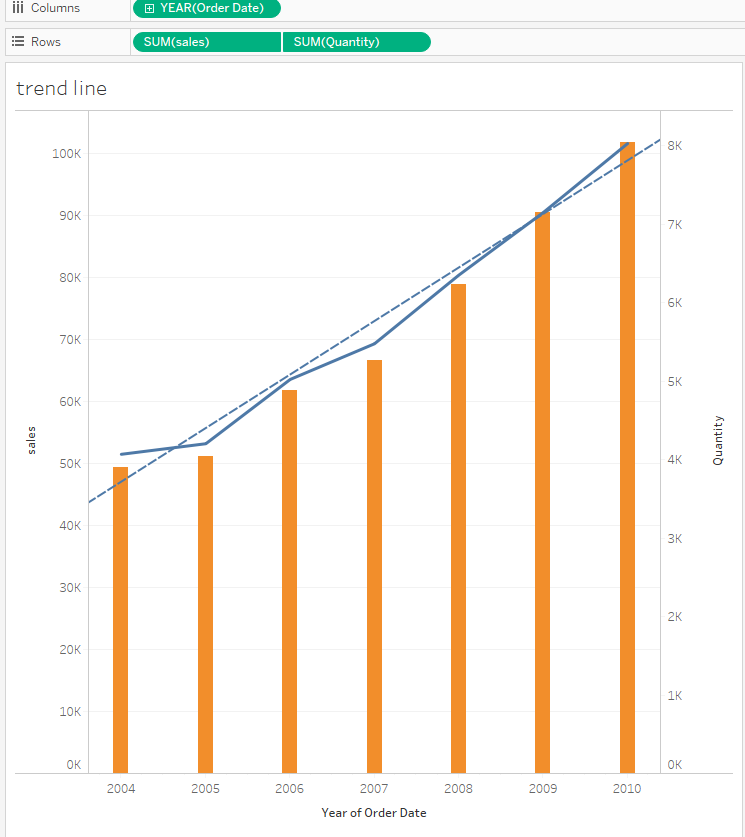 Columns
YEAR(Order Date)
Rows
SUM(sales)
SUM(Quantity)
trend line
100K
90K
80K
70K
60K
50K
40K
30K
20K
10K
0K
sales
8K
7K
6K
5K
4K
3K
2K
1K
0K
Quantity
2004
2005
2006
2007
2008
2009
2010
Year of Order Date